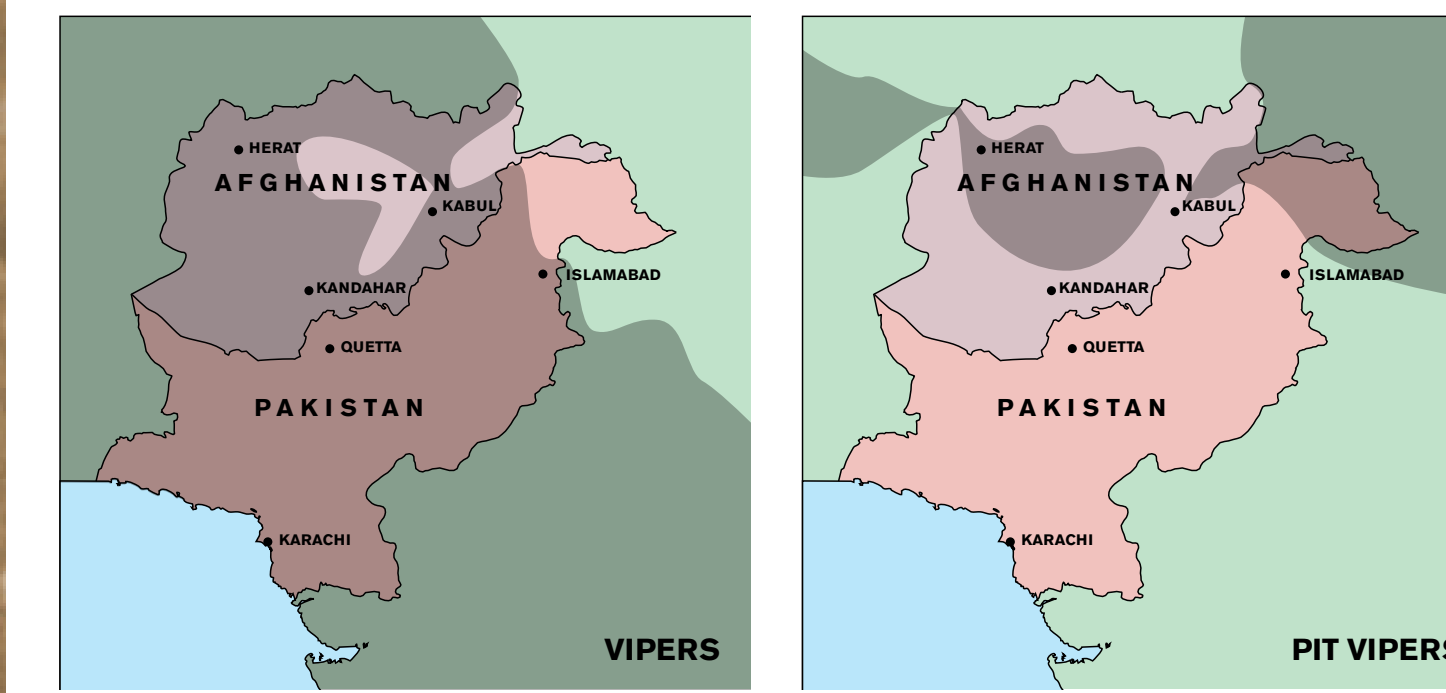 HERAT
AFGHANISTAN
KABUL
ISLAMABAD
KANDAHAR
QUETTA
PAKISTAN
KARACHI
VIPERS
HERAT
AFGHANISTAN
KABUL
ISLAMABAD
KANDAHAR
QUETTA
PAKISTAN
KARACHI
PIT VIPERS